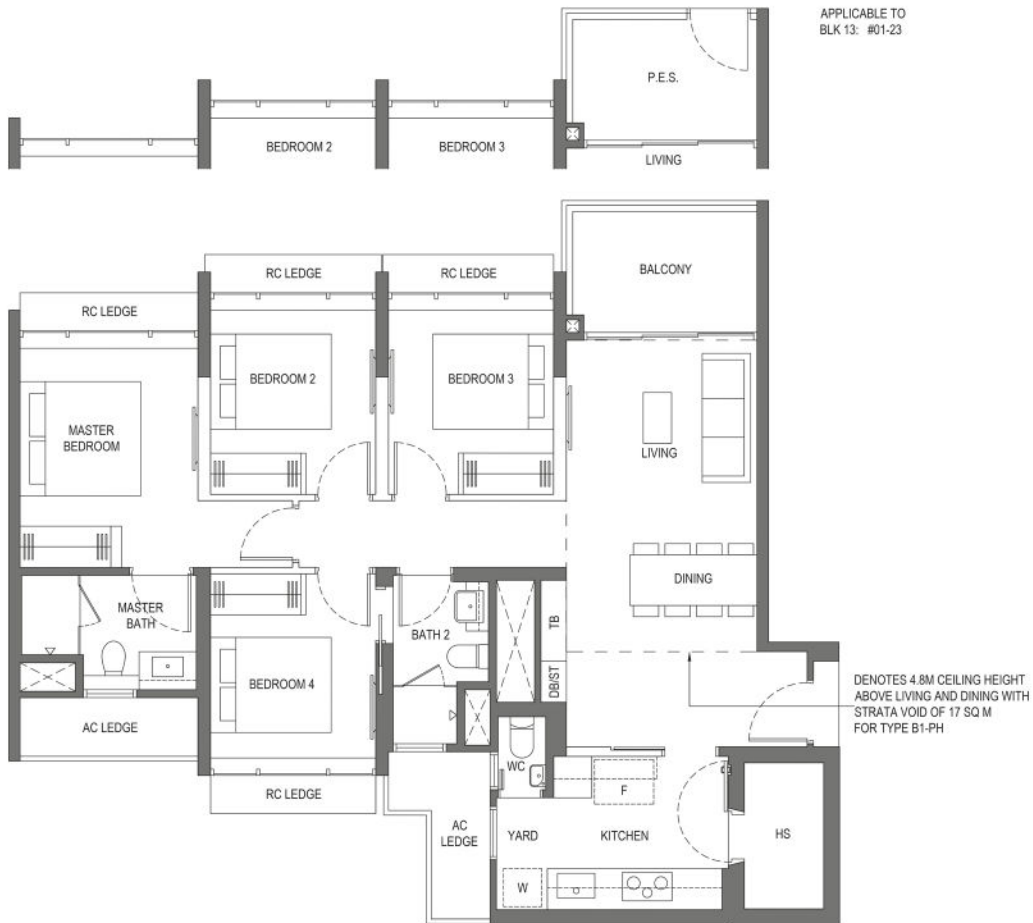 APPLICABLE TO
BLK 13: #01-23
P.E.S.
BEDROOM 2
BEDROOM 3
LIVING
RC LEDGE
RC LEDGE
BALCONY
RC LEDGE
BEDROOM 2
BEDROOM 3
MASTER
BEDROOM
LIVING
DINING
MASTER
BATH
BATH 2
TB
DB/ST
BEDROOM 4
AC LEDGE
DENOTES 4.8M CEILING HEIGHT
ABOVE LIVING AND DINING WITH
STRATA VOID OF 17 SQ M
FOR TYPE B1-PH
WC
RC LEDGE
F
AC
LEDGE
YARD
KITCHEN
HS
W